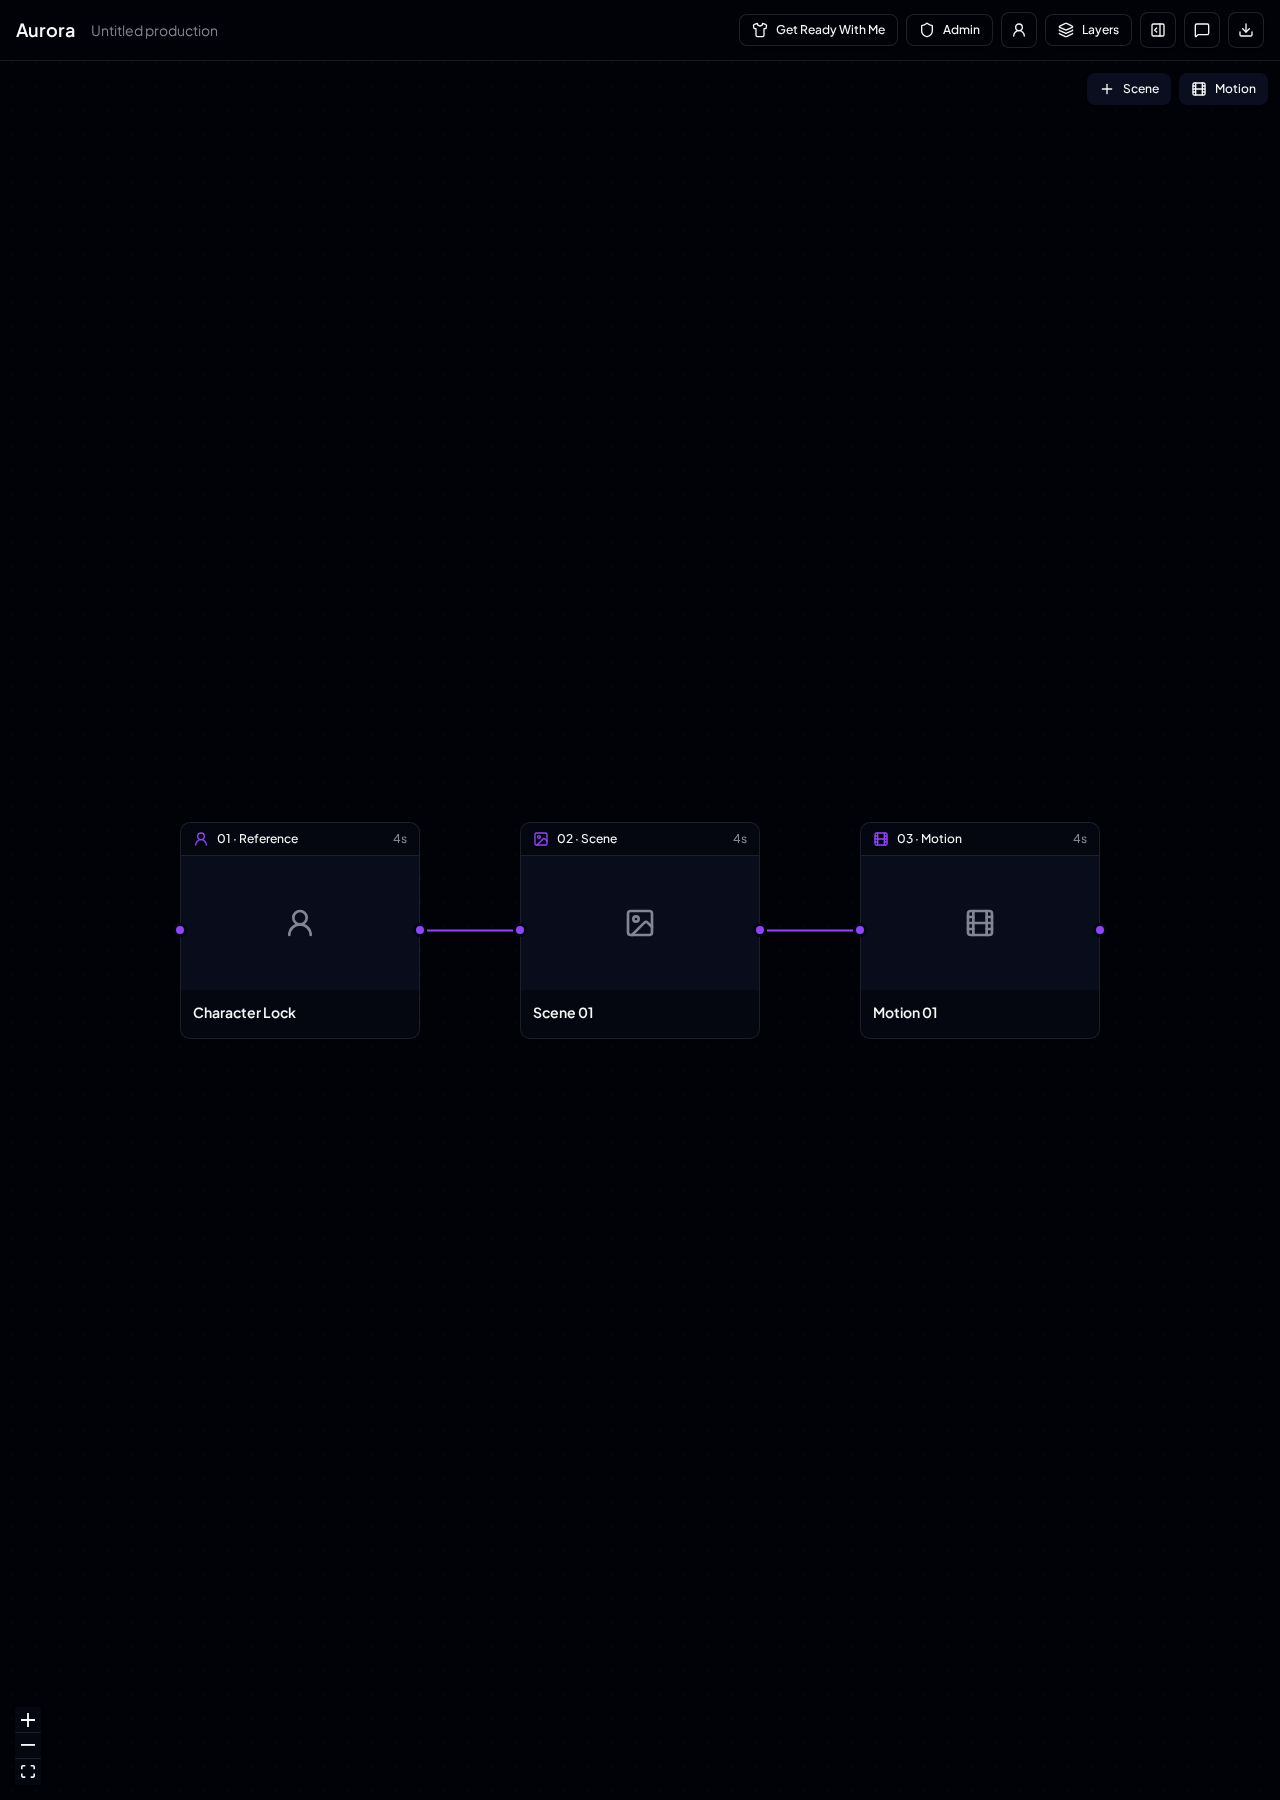 Aurora
Untitled production
Get Ready With Me
Admin
Layers
Scene
Motion
01 · Reference
4s
02 · Scene
4s
03 · Motion
4s
Character Lock
Scene 01
Motion 01